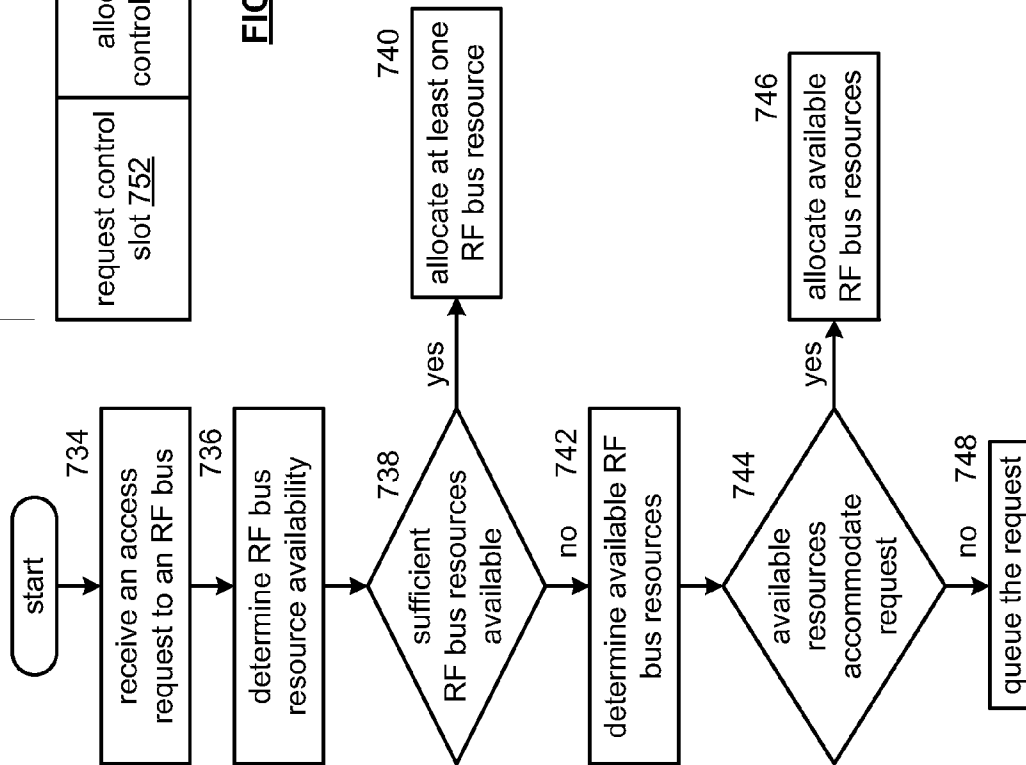 start
734
receive an access
request to an RF bus
736
determine RF bus
resource availability
738
sufficient
RF bus resources
available
yes
740
allocate at least one
RF bus resource
no
742
determine available RF
bus resources
744
available
resources
accommodate
request
yes
746
allocate available
RF bus resources
no
748
queue the request
request control
slot 752
control